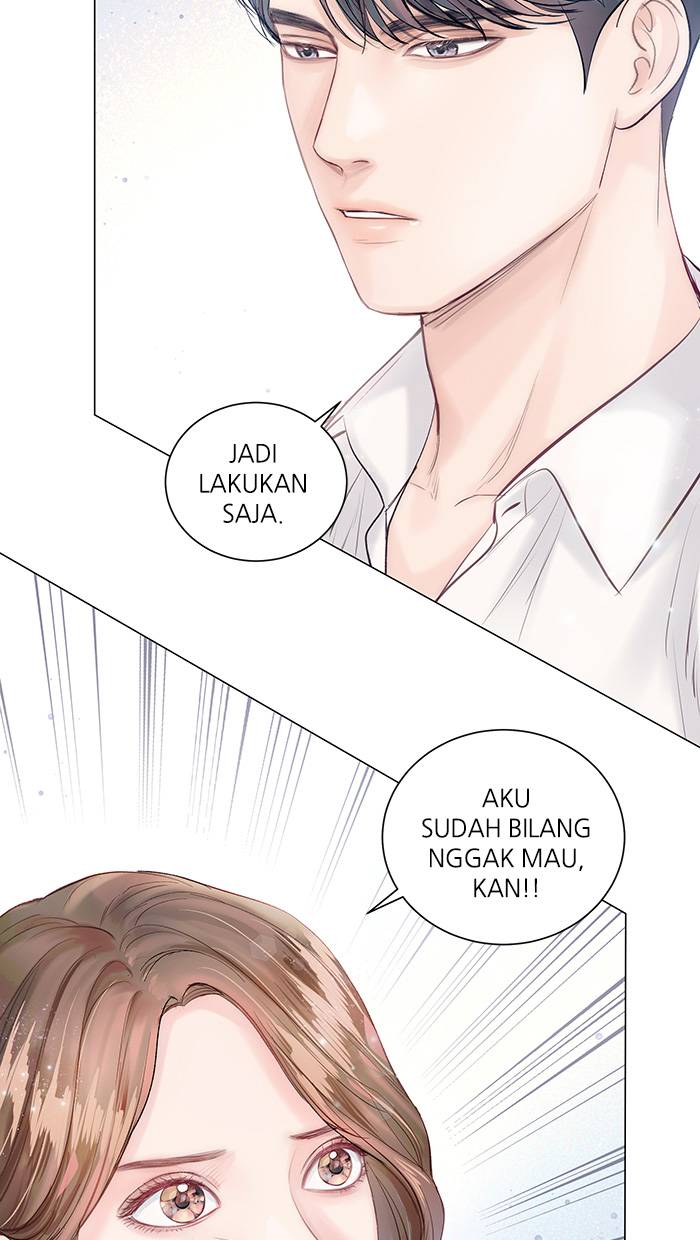 JADI
LAKUKAN
SAJA.
AKU
SUDAH BILANG
NGGAK MAU,
KAN!!